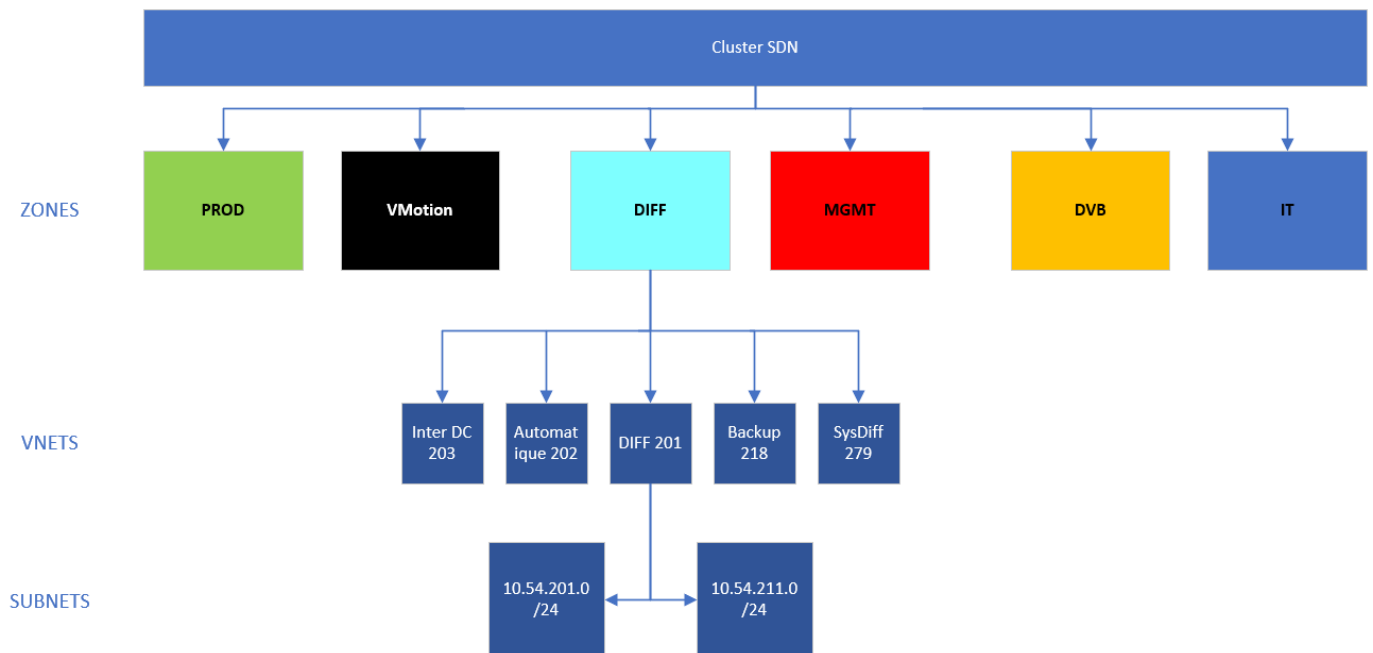 Cluster SDN
ZONES
PROD
VMotion
DIFF
MGMT
DVB
IT
VNETS
Inter DC
203
Automat
ique 202
DIFF 201
Backup
218
SysDiff
279
SUBNETS
10.54.201.0
/24
10.54.211.0
/24